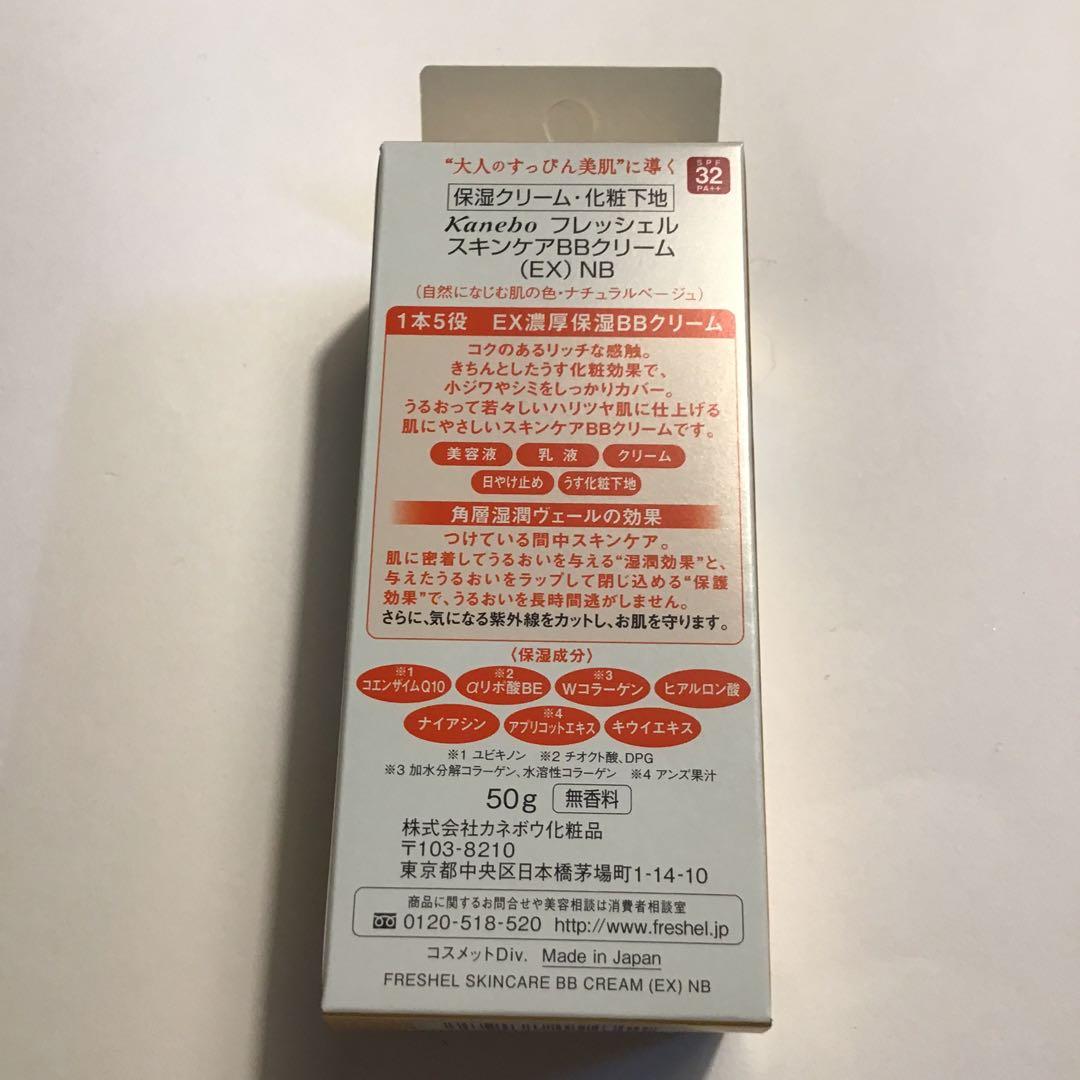 “大人のすっぴん美肌”に導く
SPF
32
PA++
保湿クリーム・化粧下地
Kanebo フレッシェル
スキンケアBBクリーム
(EX) NB
(自然になじむ肌の色・ナチュラルベージュ)
1本5役 EX濃厚保湿BBクリーム
コクのあるリッチな感触。
きちんとしたうす化粧効果で、
小ジワやシミをしっかりカバー。
うるおって若々しいハリツヤ肌に仕上げる
肌にやさしいスキンケアBBクリームです。
美容液 乳液 クリーム
日やけ止め うす化粧下地
角層湿潤ヴェールの効果
つけている間中スキンケア。
肌に密着してうるおいを与える“湿潤効果”と、
与えたうるおいをラップして閉じ込める“保護
効果”で、うるおいを長時間逃がしません。
さらに、気になる紫外線をカットし、お肌を守ります。
〈保湿成分〉
※1 コエンザイムQ10 ※2 αリポ酸BE ※3 Wコラーゲン ヒアルロン酸
ナイアシン ※4 アプリコットエキス キウイエキス
※1 ユビキノン ※2 チオクト酸、DPG
※3 加水分解コラーゲン、水溶性コラーゲン ※4 アンズ果汁
50g 無香料
株式会社カネボウ化粧品
〒103-8210
東京都中央区日本橋茅場町1-14-10
商品に関するお問合せや美容相談は消費者相談室
0120-518-520 http://www.freshel.jp
コスメットDiv. Made in Japan
FRESHEL SKINCARE BB CREAM (EX) NB